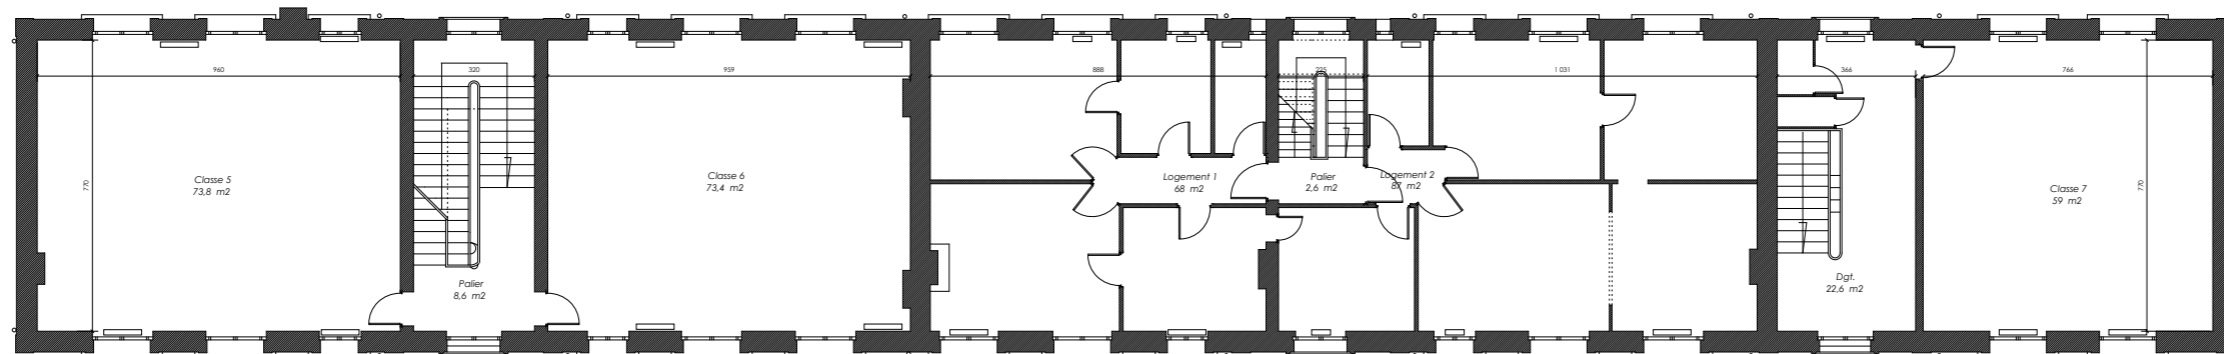 960
320
959
888
225
1 031
366
766
770
770
Classe 5
73,8 m2
Classe 6
73,4 m2
Logement 1
68 m2
Palier
2,6 m2
Logement 2
87 m2
Classe 7
59 m2
Palier
8,6 m2
Dgt.
22,6 m2